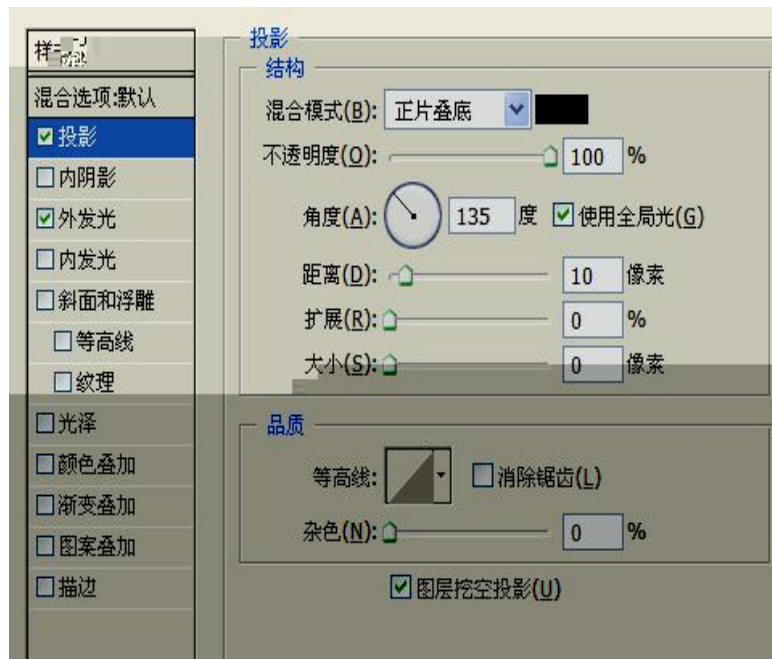 样
混合选项:默认
投影
内阴影
外发光
内发光
斜面和浮雕
等高线
纹理
光泽
颜色叠加
渐变叠加
图案叠加
描边
投影
结构
混合模式(B): 正片叠底
不透明度(O): 100 %
角度(A): 135 度 使用全局光(G)
距离(D): 10 像素
扩展(R): 0 %
大小(S): 0 像素
品质
等高线: 消除锯齿(L)
杂色(N): 0 %
图层挖空投影(U)